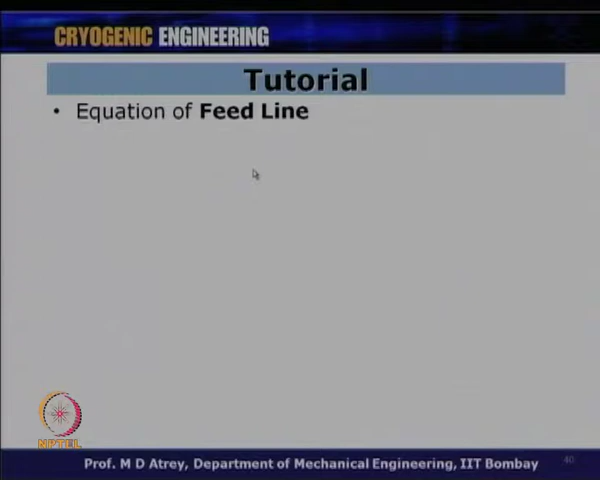 CRYOGENIC ENGINEERING
Tutorial
• Equation of Feed Line
NPTEL
Prof. M D Atrey, Department of Mechanical Engineering, IIT Bombay
40